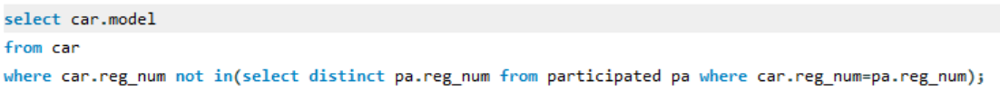 select car.model
from car
where car.reg_num not in(select distinct pa.reg_num from participated pa where car.reg_num=pa.reg_num);